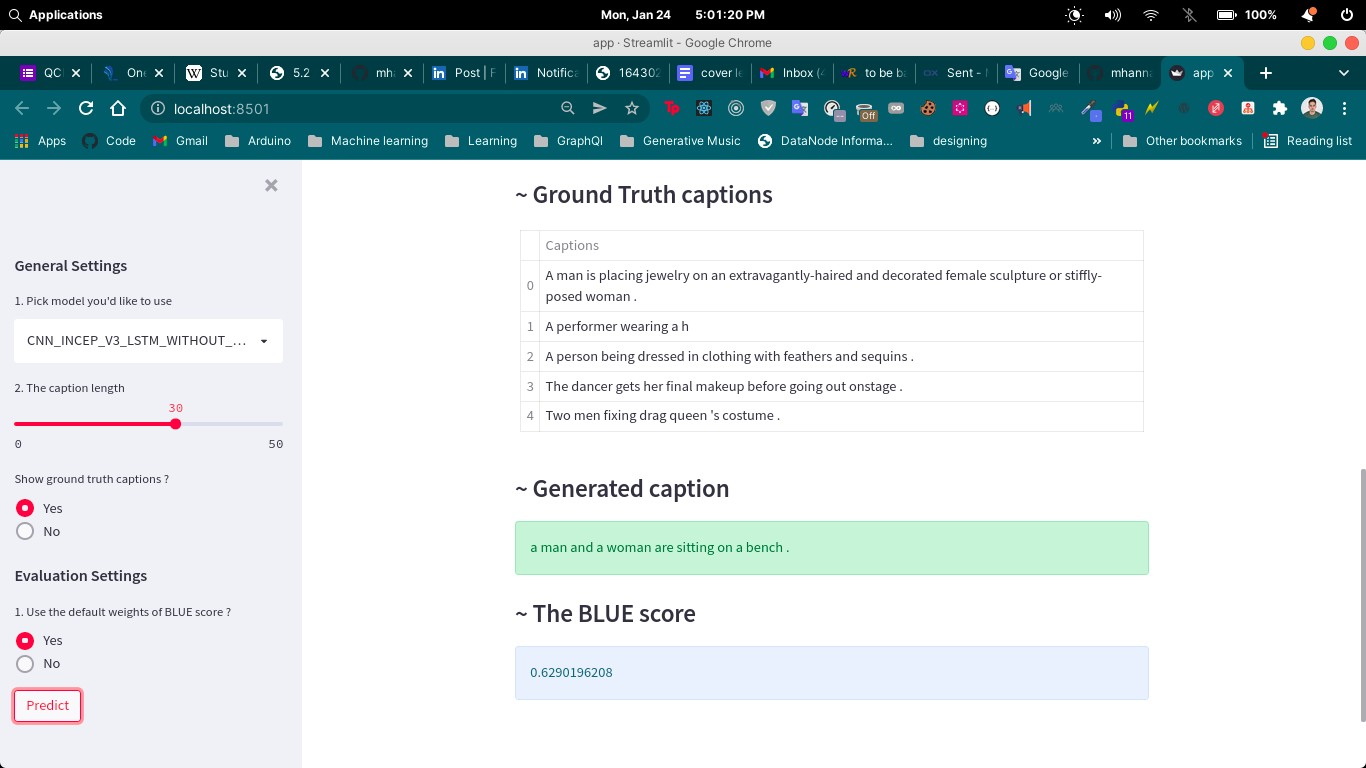 Applications
Mon, Jan 24 5:01:20 PM
100%
app · Streamlit - Google Chrome
QC One Stu 5.2 mha Post | F Notifica 164302 cover le Inbox (4 to be ba Sent - Google mhann app
localhost:8501
Off
11
Apps Code Gmail Arduino Machine learning Learning GraphQl Generative Music DataNode Informa... designing » Other bookmarks Reading list
General Settings
1. Pick model you'd like to use
CNN_INCEP_V3_LSTM_WITHOUT_...
2. The caption length
30
0 50
Show ground truth captions ?
Yes
No
Evaluation Settings
1. Use the default weights of BLUE score ?
Yes
No
Predict
~ Ground Truth captions
Captions
0 A man is placing jewelry on an extravagantly-haired and decorated female sculpture or stiffly-
posed woman .
1 A performer wearing a h
2 A person being dressed in clothing with feathers and sequins .
3 The dancer gets her final makeup before going out onstage .
4 Two men fixing drag queen 's costume .
~ Generated caption
a man and a woman are sitting on a bench .
~ The BLUE score
0.6290196208